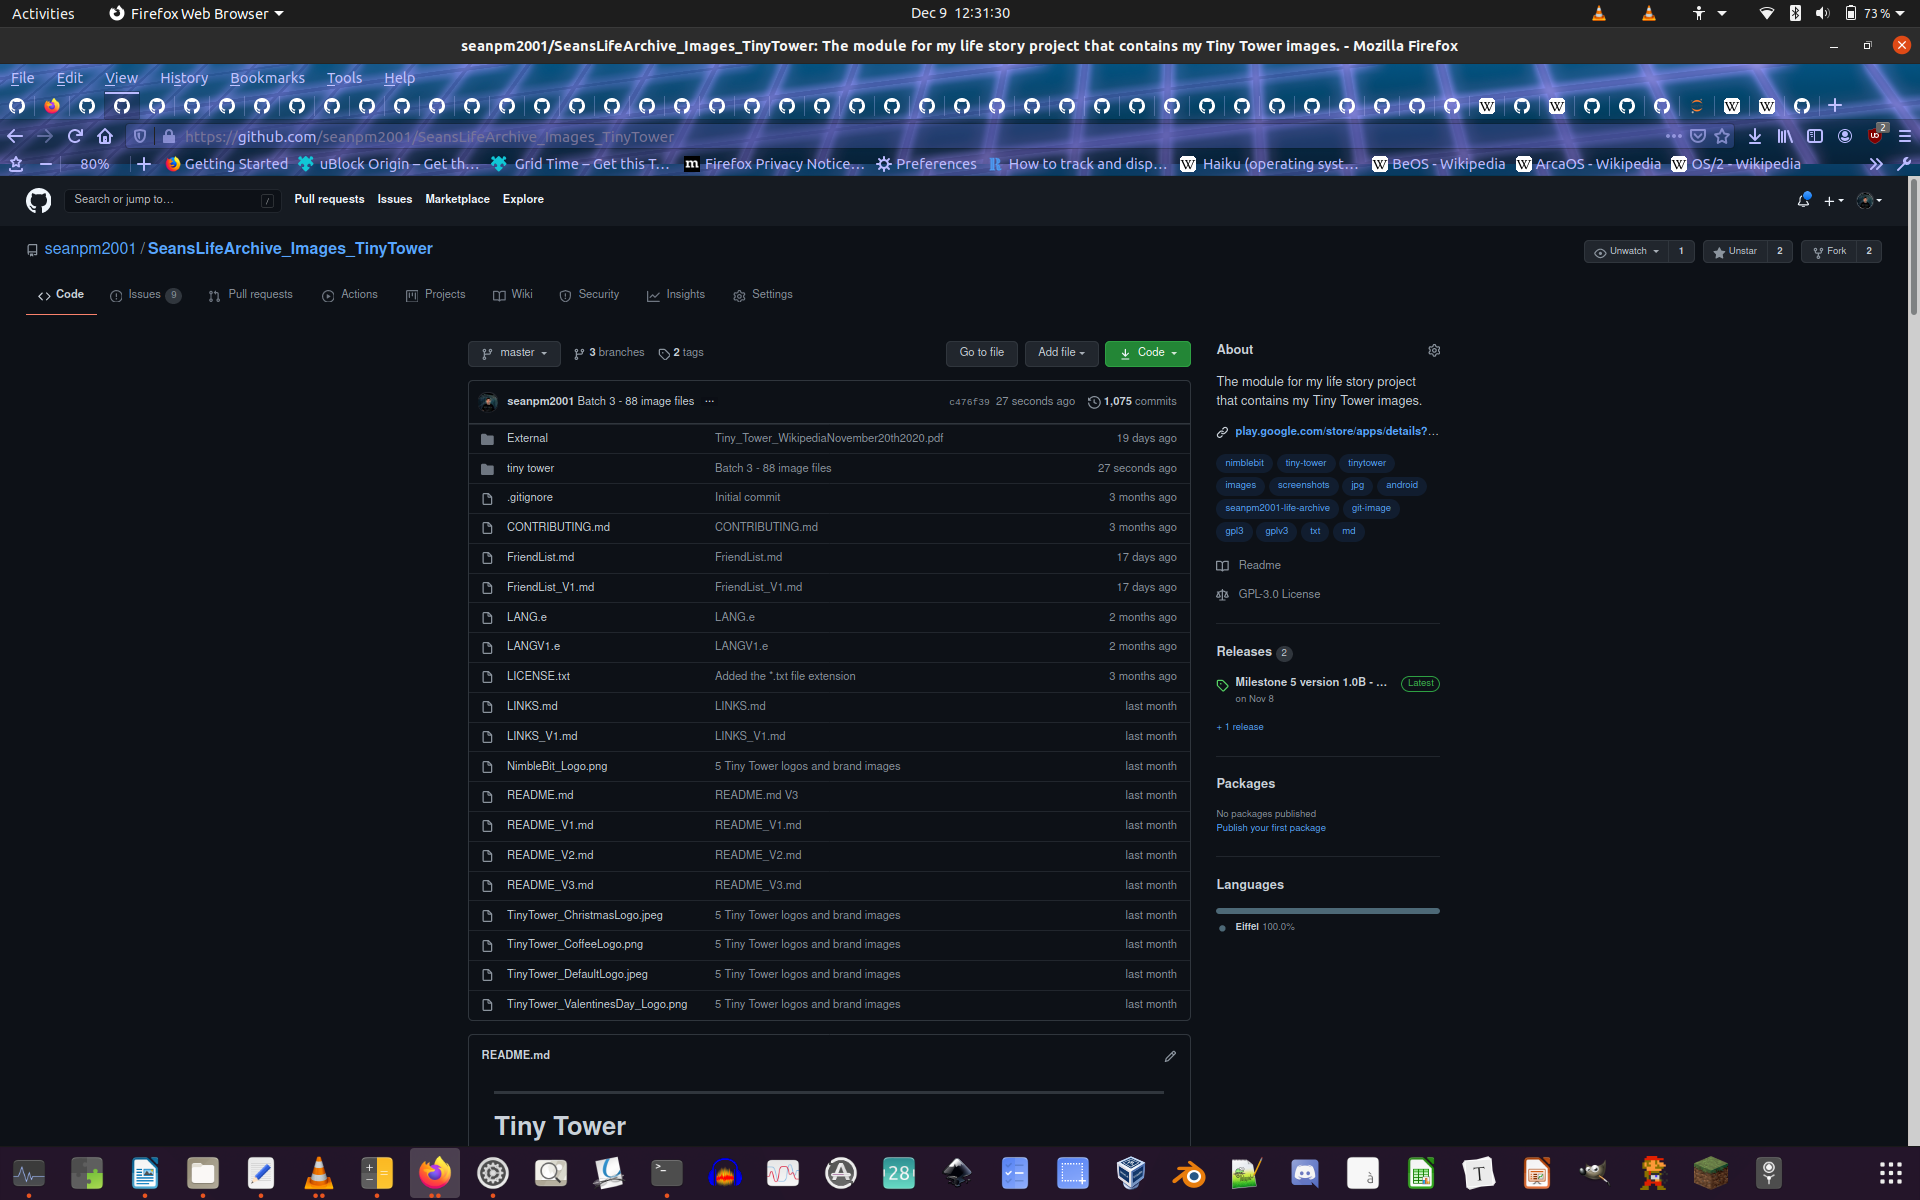 Activities Firefox Web Browser Dec 9 12:31:30 73 %
seanpm2001/SeansLifeArchive_Images_TinyTower: The module for my life story project that contains my Tiny Tower images. - Mozilla Firefox
File Edit View History Bookmarks Tools Help
https://github.com/seanpm2001/SeansLifeArchive_Images_TinyTower 2
80% Getting Started uBlock Origin – Get th… Grid Time – Get this T… Firefox Privacy Notice… Preferences How to track and disp… Haiku (operating syst… BeOS - Wikipedia ArcaOS - Wikipedia OS/2 - Wikipedia
Search or jump to… / Pull requests Issues Marketplace Explore
seanpm2001 / SeansLifeArchive_Images_TinyTower Unwatch 1 Unstar 2 Fork 2
Code Issues 9 Pull requests Actions Projects Wiki Security Insights Settings
master 3 branches 2 tags Go to file Add file Code
seanpm2001 Batch 3 - 88 image files ... c476f39 27 seconds ago 1,075 commits
External Tiny_Tower_WikipediaNovember20th2020.pdf 19 days ago
tiny tower Batch 3 - 88 image files 27 seconds ago
.gitignore Initial commit 3 months ago
CONTRIBUTING.md CONTRIBUTING.md 3 months ago
FriendList.md FriendList.md 17 days ago
FriendList_V1.md FriendList_V1.md 17 days ago
LANG.e LANG.e 2 months ago
LANGV1.e LANGV1.e 2 months ago
LICENSE.txt Added the *.txt file extension 3 months ago
LINKS.md LINKS.md last month
LINKS_V1.md LINKS_V1.md last month
NimbleBit_Logo.png 5 Tiny Tower logos and brand images last month
README.md README.md V3 last month
README_V1.md README_V1.md last month
README_V2.md README_V2.md last month
README_V3.md README_V3.md last month
TinyTower_ChristmasLogo.jpeg 5 Tiny Tower logos and brand images last month
TinyTower_CoffeeLogo.png 5 Tiny Tower logos and brand images last month
TinyTower_DefaultLogo.jpeg 5 Tiny Tower logos and brand images last month
TinyTower_ValentinesDay_Logo.png 5 Tiny Tower logos and brand images last month
README.md
Tiny Tower
About
The module for my life story project
that contains my Tiny Tower images.
play.google.com/store/apps/details?…
nimblebit tiny-tower tinytower
images screenshots jpg android
seanpm2001-life-archive git-image
gpl3 gplv3 txt md
Readme
GPL-3.0 License
Releases 2
Milestone 5 version 1.0B - … Latest
on Nov 8
+ 1 release
Packages
No packages published
Publish your first package
Languages
Eiffel 100.0%
28